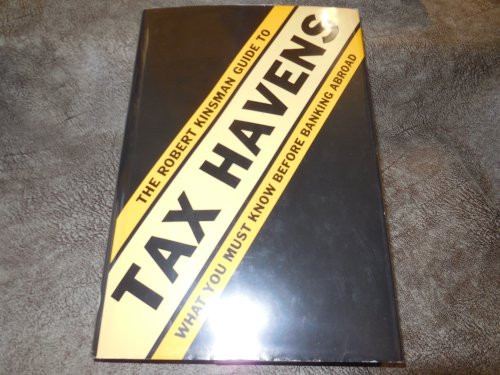 THE ROBERT KINSMAN GUIDE TO
TAX HAVENS
WHAT YOU MUST KNOW BEFORE BANKING ABROAD